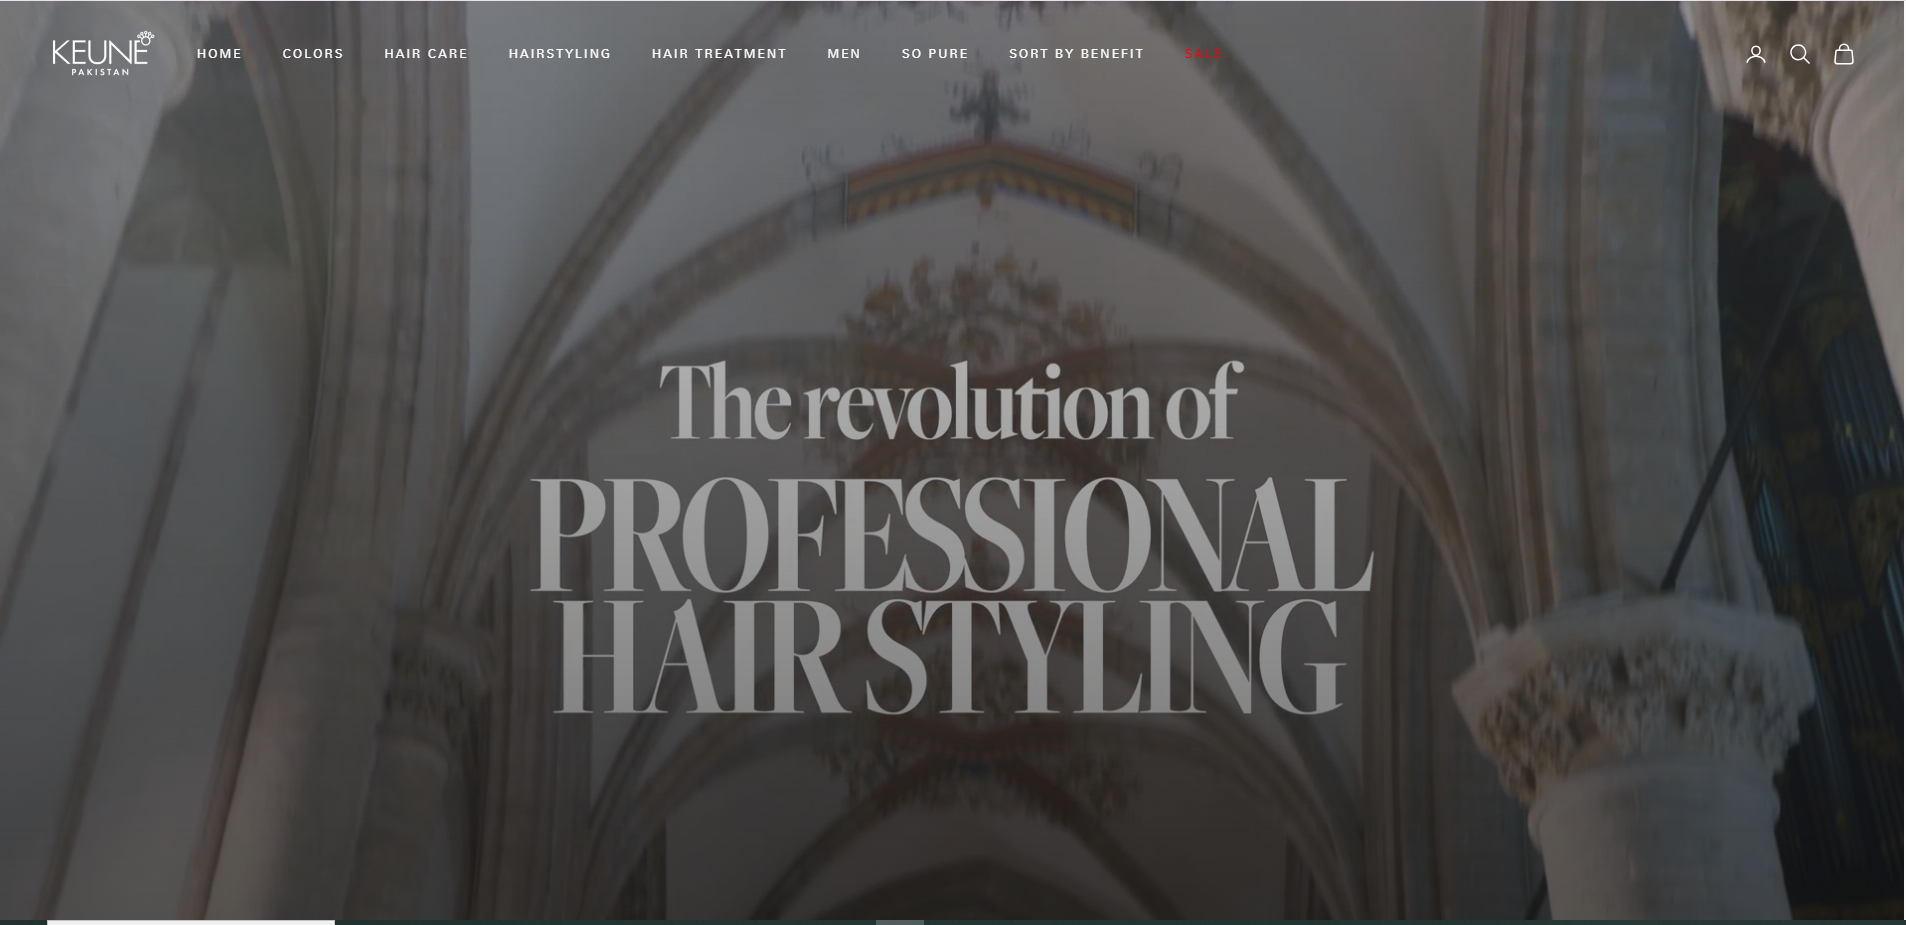 KEUNE
PAKISTAN
HOME COLORS HAIR CARE HAIRSTYLING HAIR TREATMENT MEN SO PURE SORT BY BENEFIT SALE
The revolution of
PROFESSIONAL
HAIR STYLING